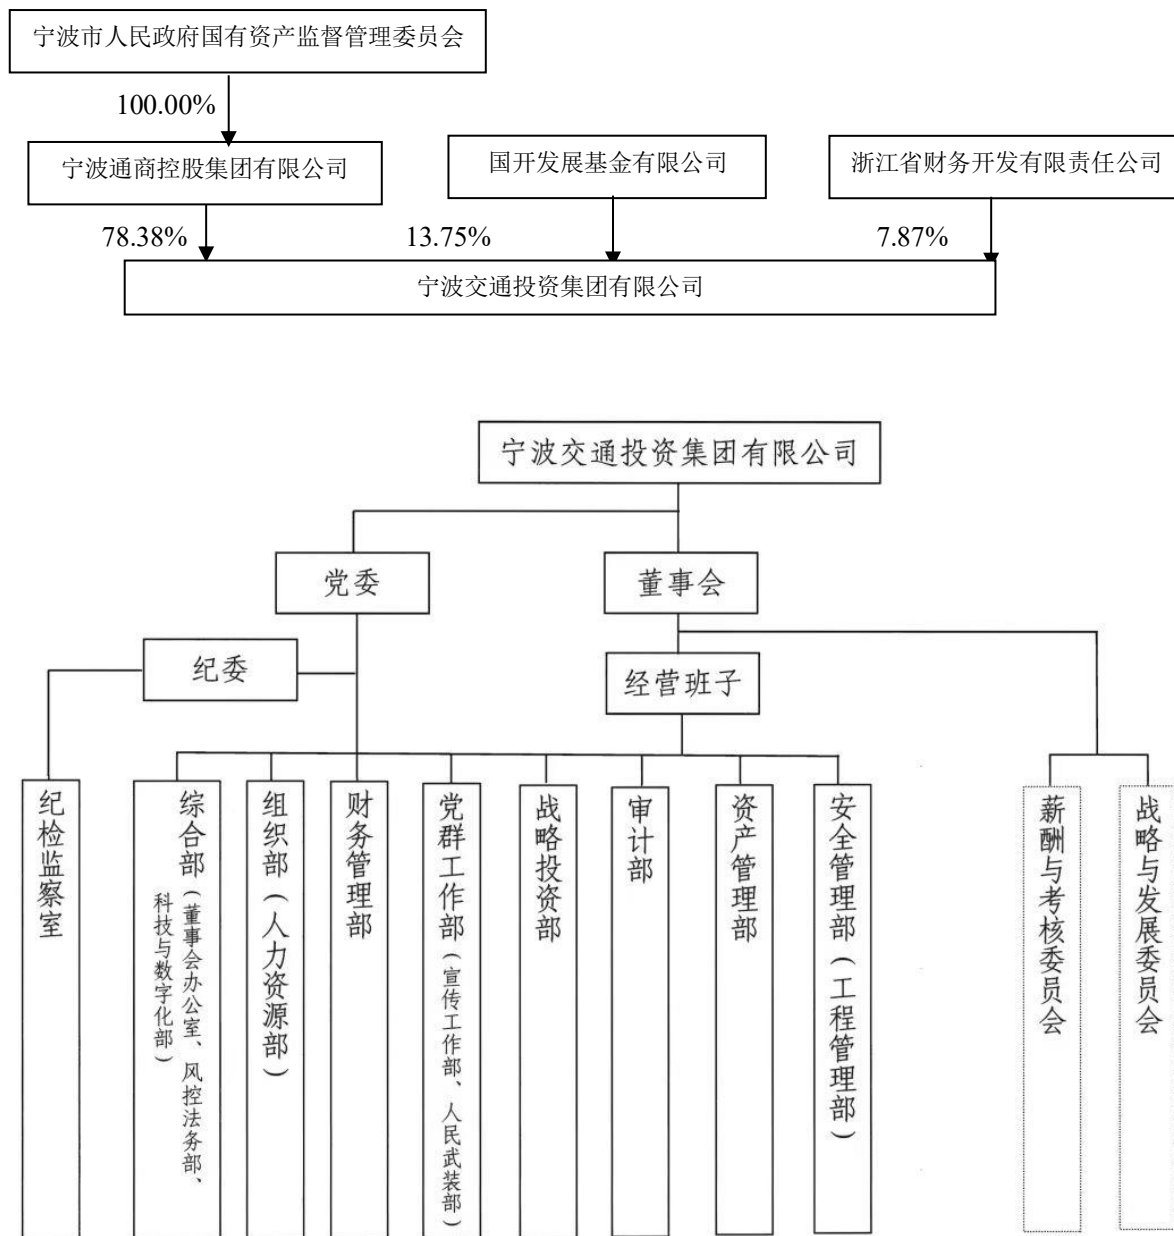 宁波市人民政府国有资产监督管理委员会
100.00%
宁波通商控股集团有限公司
国开发展基金有限公司
浙江省财务开发有限责任公司
78.38%
13.75%
7.87%
宁波交通投资集团有限公司
宁波交通投资集团有限公司
党委
董事会
纪委
经营班子
纪检监察室
综合部(董事会办公室、风控法务部、
科技与数字化部)
组织部(人力资源部)
财务管理部
党群工作部(宣传工作部、人民武装部)
战略投资部
审计部
资产管理部
安全管理部(工程管理部)
薪酬与考核委员会
战略与发展委员会